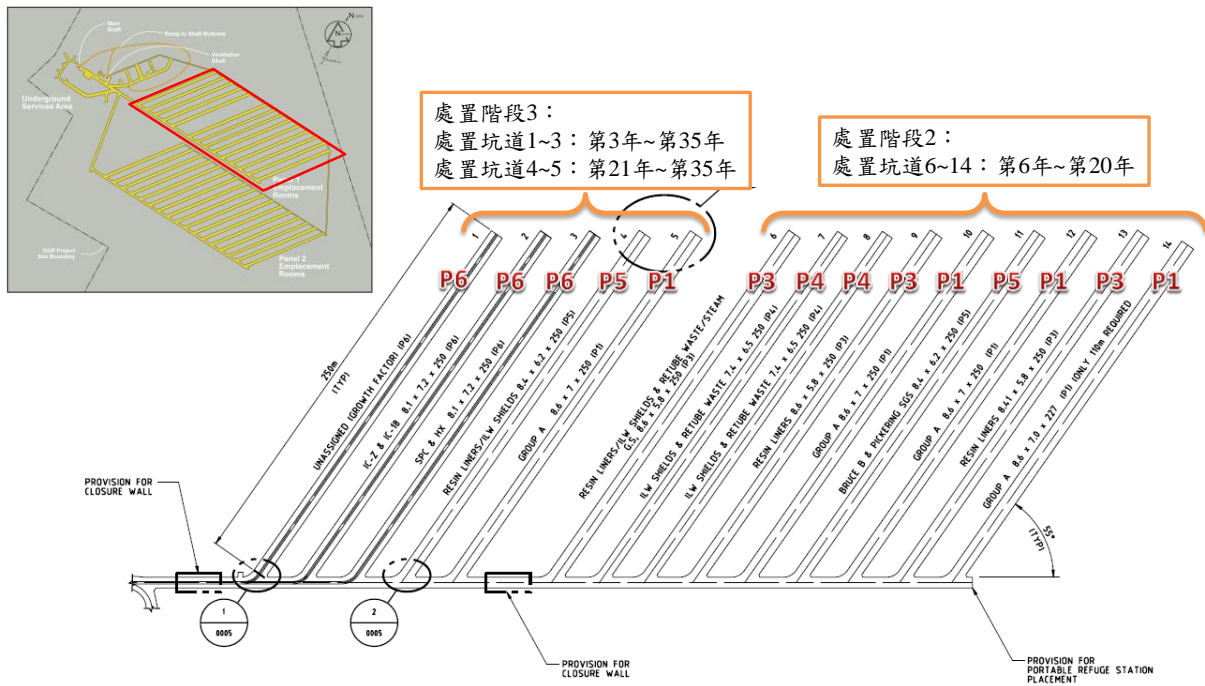 Main
Shaft
Ramp to Shaft Bottoms
Ventilation
Shaft
Underground
Services Area
Panel 1
Emplacement
Rooms
DGR Project
Site Boundary
Panel 2
Emplacement
Rooms
處置階段3：
處置坑道1~3：第3年~第35年
處置坑道4~5：第21年~第35年
處置階段2：
處置坑道6~14：第6年~第20年
1
2
3
4
5
6
7
8
9
10
11
12
13
14
P6
P6
P6
P5
P1
P3
P4
P4
P3
P1
P5
P1
P3
P1
250m
(TYP)
UNASSIGNED (GROWTH FACTOR) (P6)
IC-2 & IC-18 8.1 x 7.2 x 250 (P6)
SPC & HX 8.1 x 7.2 x 250 (P6)
RESIN LINERS/ILW SHIELDS 8.4 x 6.2 x 250 (P5)
GROUP A 8.6 x 7 x 250 (P1)
RESIN LINERS/ILW SHIELDS & RETUBE WASTE/STEAM
G.S, 8.6 x 5.8 x 250 (P3)
ILW SHIELDS & RETUBE WASTE 7.4 x 6.5 250 (P4)
ILW SHIELDS & RETUBE WASTE 7.4 x 6.5 250 (P4)
RESIN LINERS 8.6 x 5.8 x 250 (P3)
GROUP A 8.6 x 7 x 250 (P1)
BRUCE B & PICKERING SGS 8.4 x 6.2 x 250 (P5)
GROUP A 8.6 x 7 x 250 (P1)
RESIN LINERS 8.41 x 5.8 x 250 (P3)
GROUP A 8.6 x 7.0 x 227 (P1) (ONLY 110m REQUIRED
55°
(TYP)
PROVISION FOR
CLOSURE WALL
1
0005
2
0005
PROVISION FOR
CLOSURE WALL
PROVISION FOR
PORTABLE REFUGE STATION
PLACEMENT